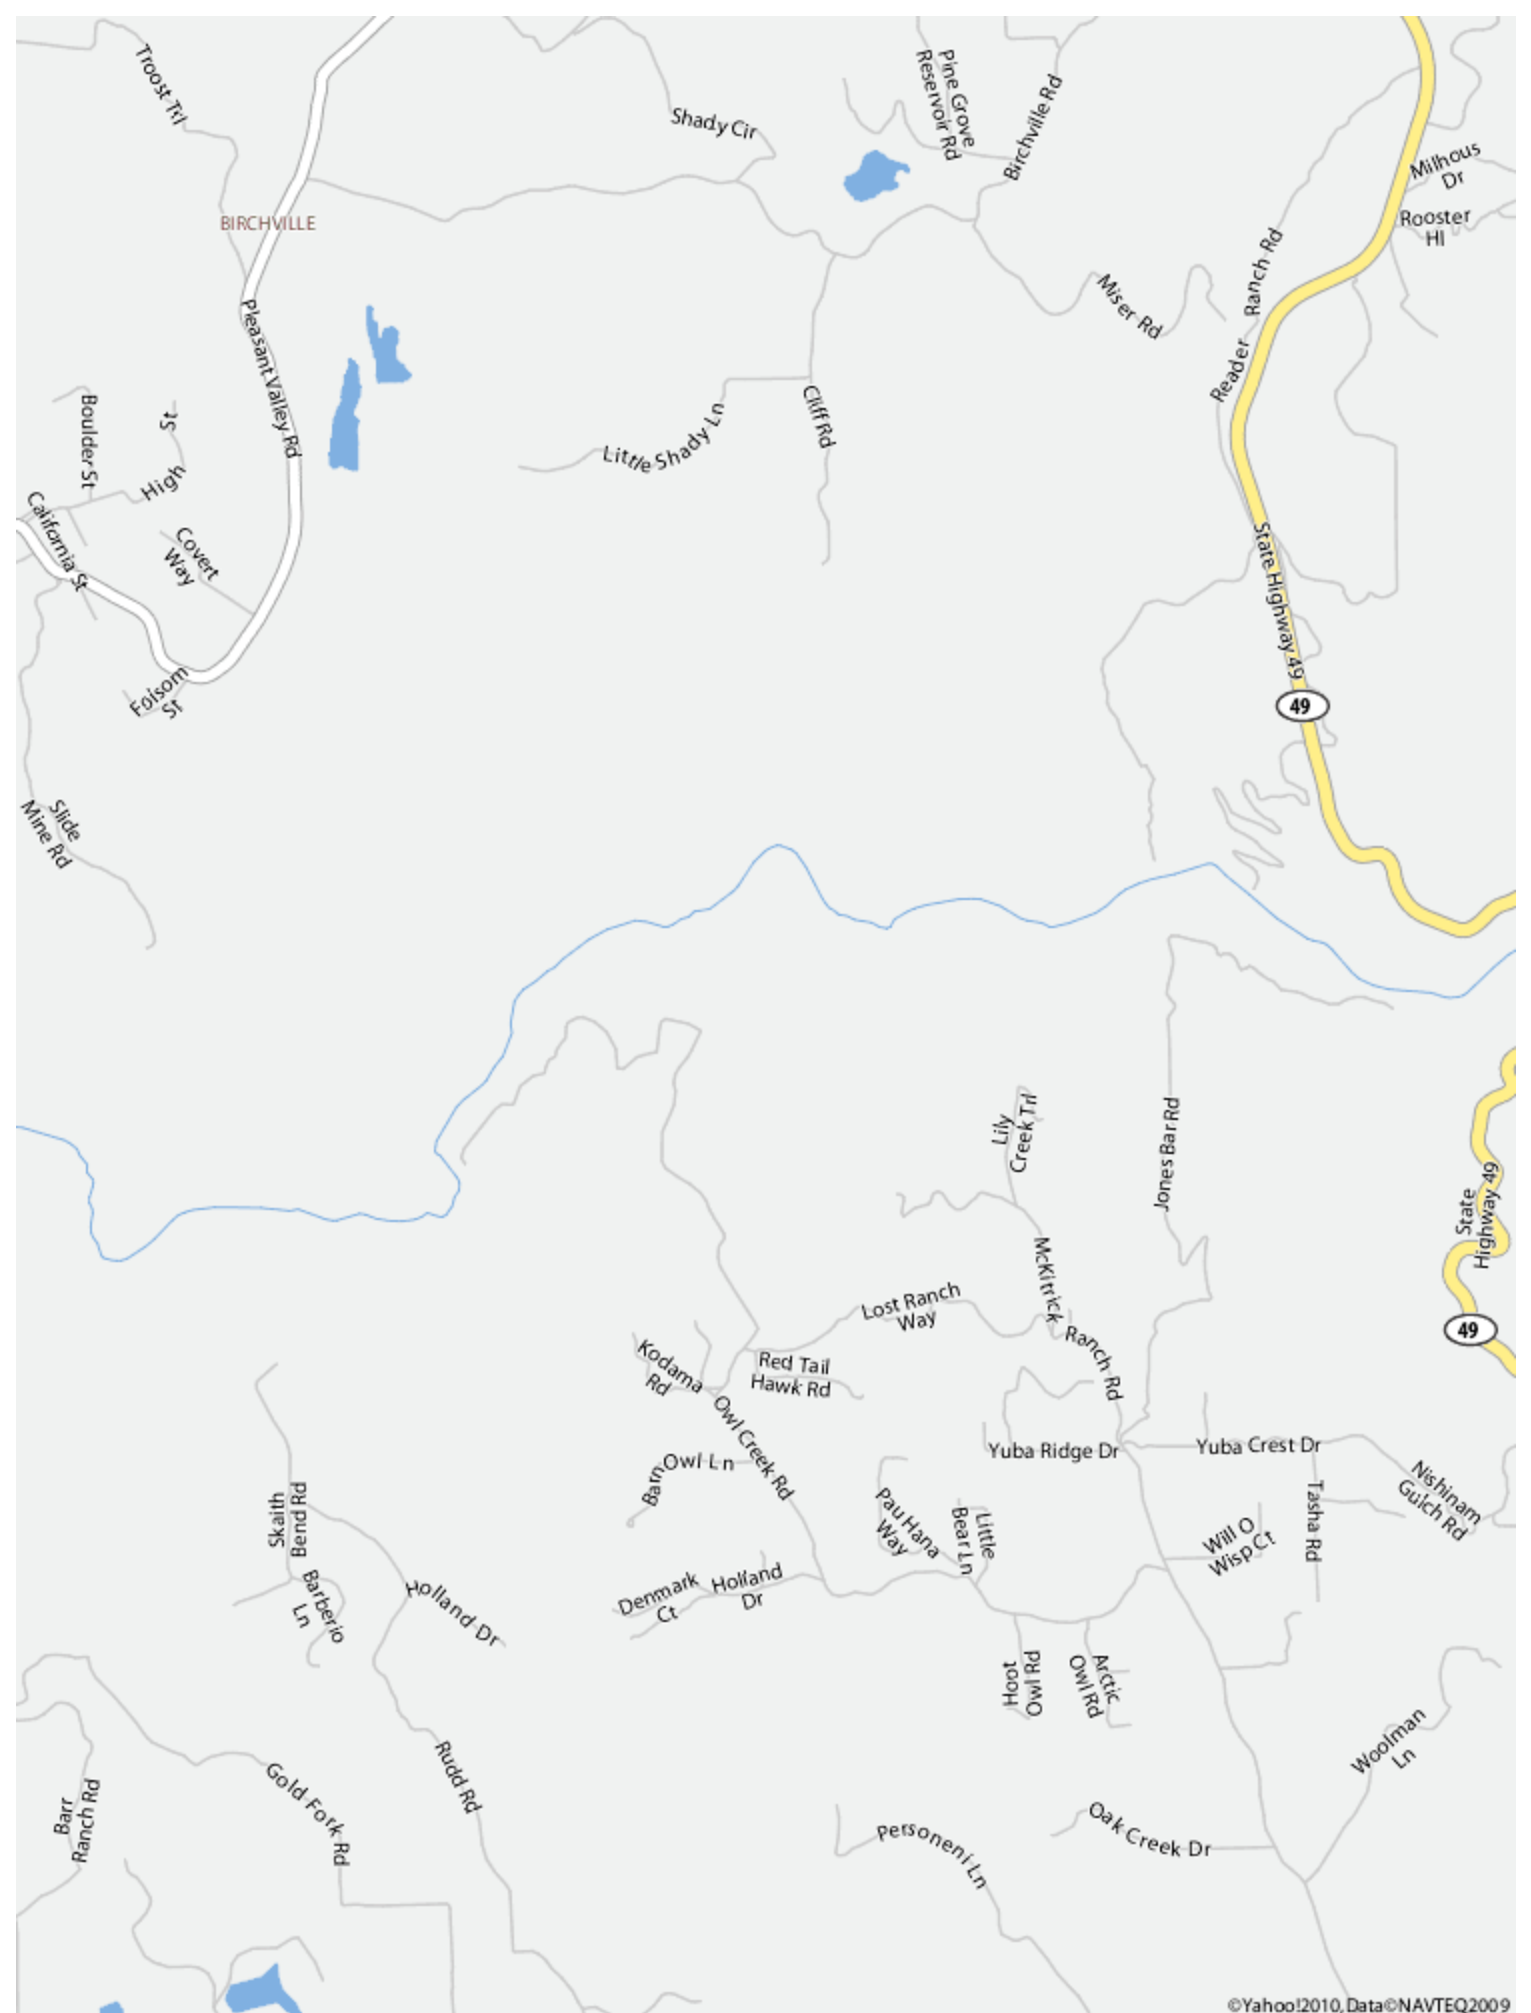 Troost Trl
Shady Cir
Pine Grove
Reservoir Rd
Birchville Rd
Milhous
Dr
BIRCHVILLE
Rooster
Hl
Reader Ranch Rd
Miser Rd
Pleasant Valley Rd
Boulder St
High St
Little Shady Ln
Cliff Rd
California St
Covert
Way
State Highway 49
Folsom
St
49
Slide
Mine Rd
Lily
Creek Trl
Jones Bar Rd
State
Highway 49
McKitrick Ranch Rd
Lost Ranch
Way
49
Kodama
Rd
Red Tail
Hawk Rd
Owl Creek Rd
Yuba Ridge Dr
Yuba Crest Dr
Barn Owl Ln
Nishinam
Gulch Rd
Skaith
Bend Rd
Pau Hana
Way
Little
Bear Ln
Tasha Rd
Will O
Wisp Ct
Barberio
Ln
Holland Dr
Denmark
Ct
Holland
Dr
Hoot
Owl Rd
Arctic
Owl Rd
Woolman
Ln
Rudd Rd
Gold Fork Rd
Barr
Ranch Rd
Personeni Ln
Oak Creek Dr
©Yahoo!2010, Data©NAVTEQ2009